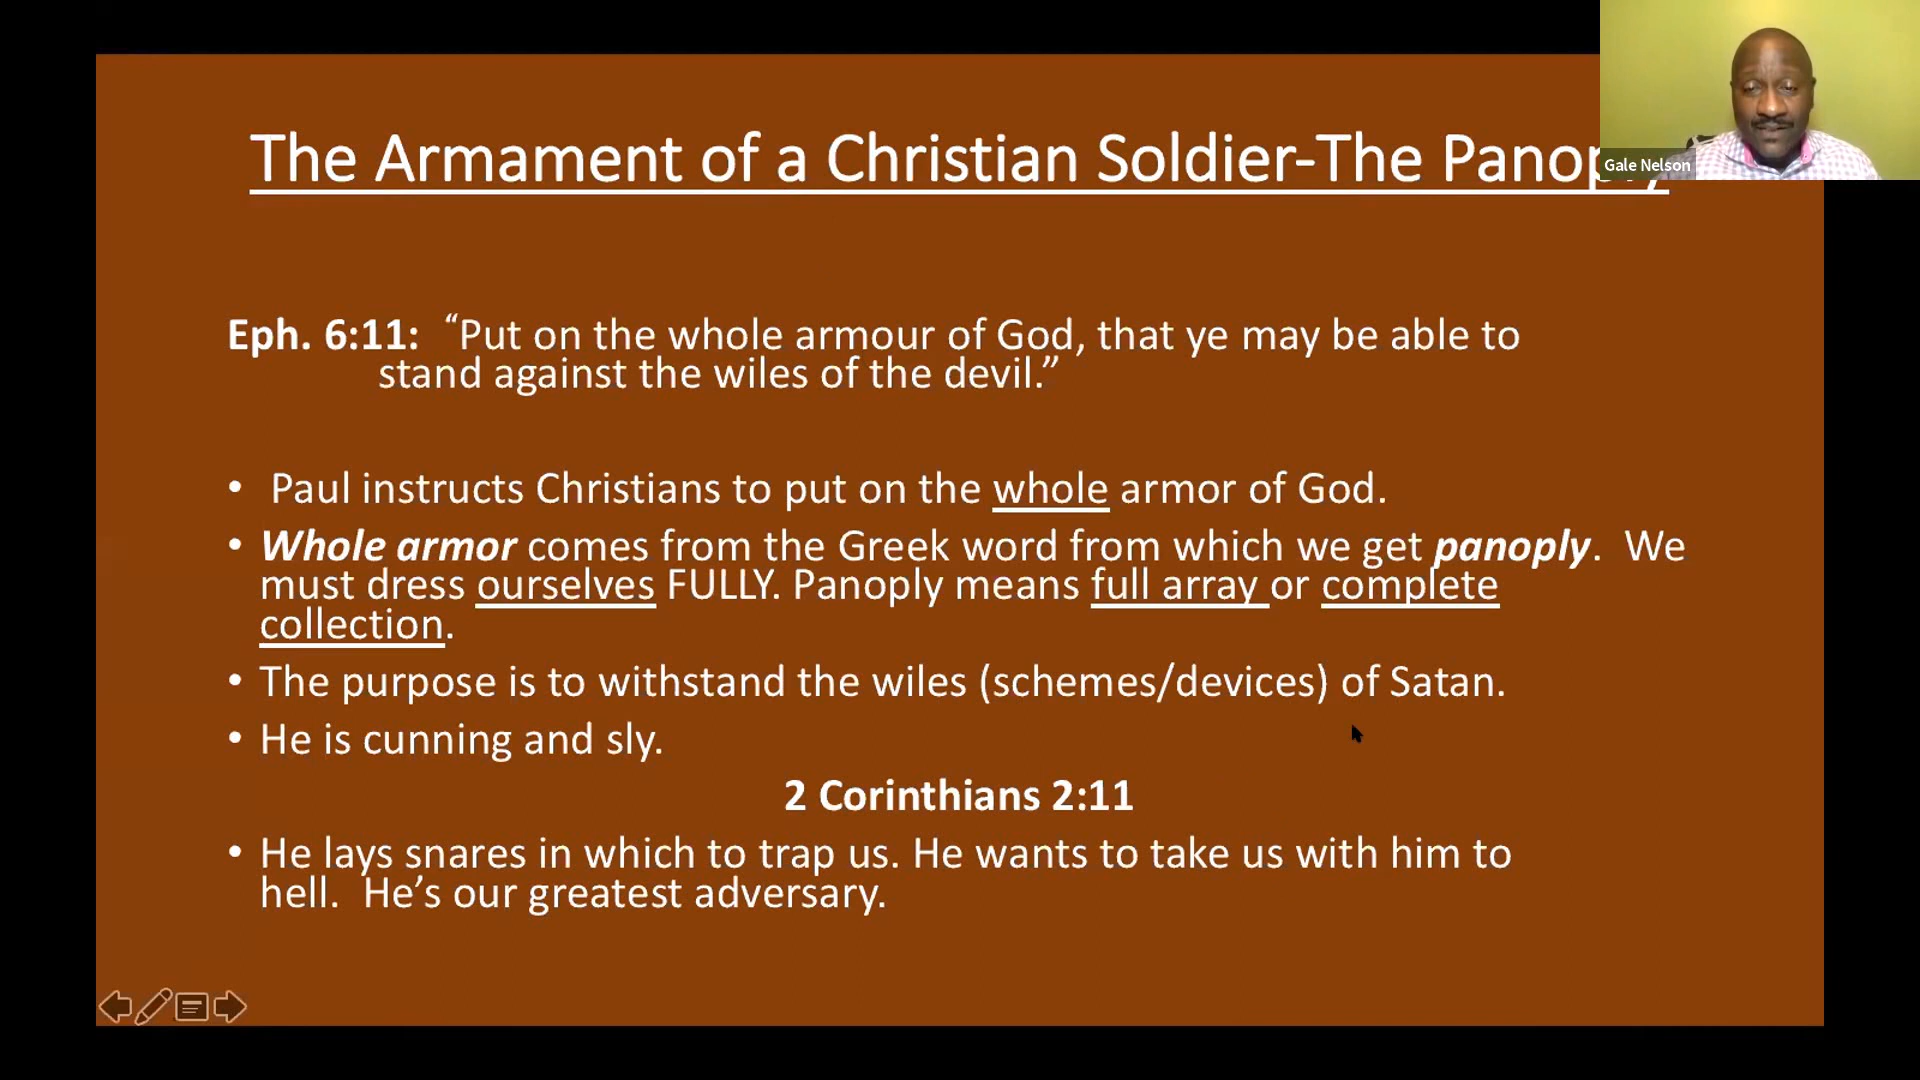 The Armament of a Christian Soldier-The Panoply
Gale Nelson
Eph. 6:11: “Put on the whole armour of God, that ye may be able to
stand against the wiles of the devil.”
• Paul instructs Christians to put on the whole armor of God.
• Whole armor comes from the Greek word from which we get panoply. We
must dress ourselves FULLY. Panoply means full array or complete
collection.
• The purpose is to withstand the wiles (schemes/devices) of Satan.
• He is cunning and sly.
2 Corinthians 2:11
• He lays snares in which to trap us. He wants to take us with him to
hell. He’s our greatest adversary.